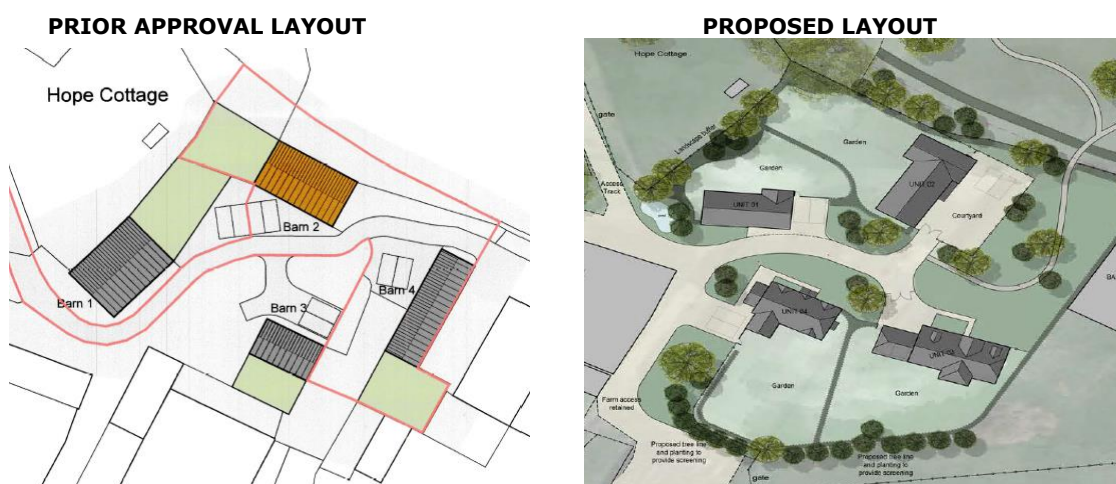 PRIOR APPROVAL LAYOUT
Hope Cottage
Barn 2
Barn 1
Barn 3
Barn 4
PROPOSED LAYOUT
Hope Cottage
gate
Landscape buffer
Garden
Garden
Access
Track
UNIT 01
UNIT 02
Courtyard
UNIT 04
Garden
Garden
Farm access
retained
Proposed tree line
and planting to
provide screening
Proposed tree line
and planting to
provide screening
gate